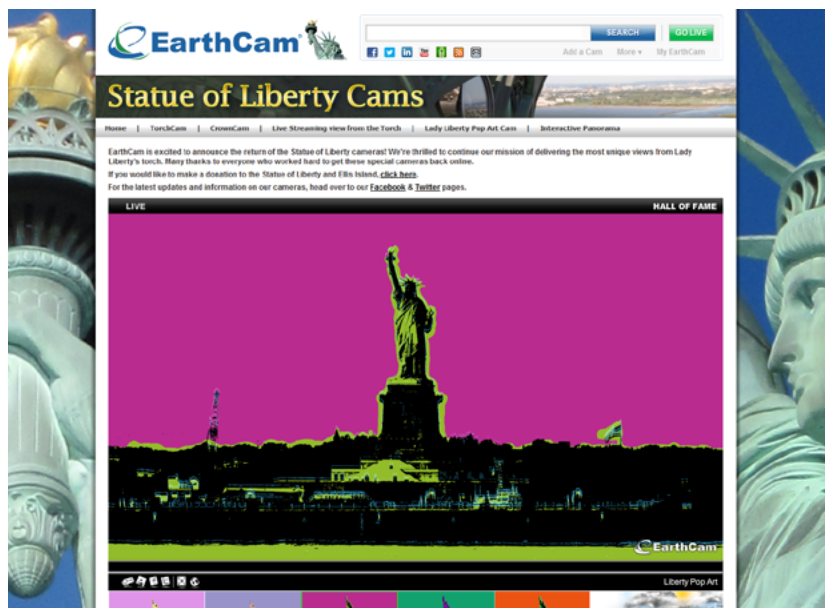 EarthCam
SEARCH
GO LIVE
Add a Cam More ▾ My EarthCam
Statue of Liberty Cams
Home | TorchCam | CrownCam | Live Streaming view from the Torch | Lady Liberty Pop Art Cam | Interactive Panorama
EarthCam is excited to announce the return of the Statue of Liberty cameras! We're thrilled to continue our mission of delivering the most unique views from Lady
Liberty's torch. Many thanks to everyone who worked hard to get these special cameras back online.
If you would like to make a donation to the Statue of Liberty and Ellis Island, click here.
For the latest updates and information on our cameras, head over to our Facebook & Twitter pages.
LIVE HALL OF FAME
EarthCam
Liberty Pop Art